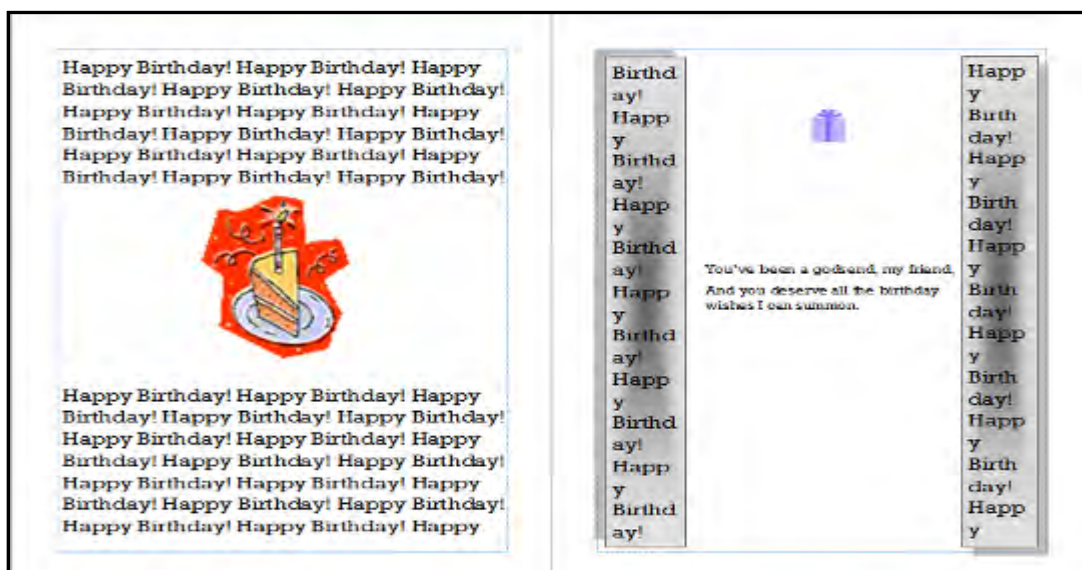 Happy Birthday! Happy Birthday! Happy
Birthday! Happy Birthday! Happy Birthday!
Happy Birthday! Happy Birthday! Happy
Birthday! Happy Birthday! Happy Birthday!
Happy Birthday! Happy Birthday! Happy
Birthday! Happy Birthday! Happy Birthday!
Happy Birthday! Happy Birthday! Happy
Birthday! Happy Birthday! Happy Birthday!
Happy Birthday! Happy Birthday! Happy
Birthday! Happy Birthday! Happy Birthday!
Happy Birthday! Happy Birthday! Happy
Birthday! Happy Birthday! Happy Birthday!
Happy Birthday! Happy Birthday! Happy
Birthd
ay!
Happ
y
Birthd
ay!
Happ
y
Birthd
ay!
Happ
y
Birthd
ay!
Happ
y
Birthd
ay!
Happ
y
Birthd
ay!
You've been a godsend, my friend,
And you deserve all the birthday
wishes I can summon.
Happ
y
Birth
day!
Happ
y
Birth
day!
Happ
y
Birth
day!
Happ
y
Birth
day!
Happ
y
Birth
day!
Happ
y